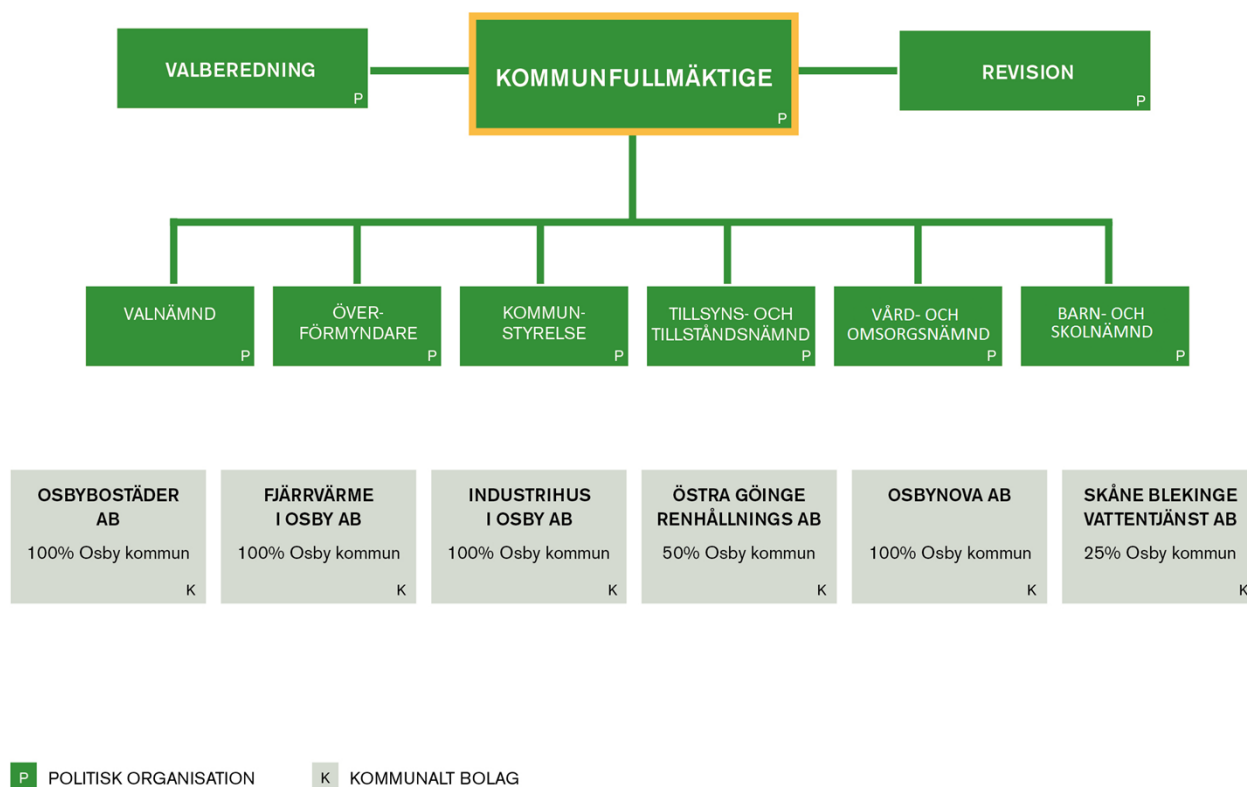 VALBEREDNING
P
KOMMUNFULLMÄKTIGE
P
REVISION
P
VALNÄMND
P
ÖVER-
FÖRMYNDARE
P
KOMMUN-
STYRELSE
P
TILLSYNS- OCH
TILLSTÅNDSNÄMND
P
VÅRD- OCH
OMSORGSNÄMND
P
BARN- OCH
SKOLNÄMND
P
OSBYBOSTÄDER
AB
100% Osby kommun
K
FJÄRRVÄRME
I OSBY AB
100% Osby kommun
K
INDUSTRIHUS
I OSBY AB
100% Osby kommun
K
ÖSTRA GÖINGE
RENHÅLLNINGS AB
50% Osby kommun
K
OSBYNOVA AB
100% Osby kommun
K
SKÅNE BLEKINGE
VATTENTJÄNST AB
25% Osby kommun
K
P POLITISK ORGANISATION
K KOMMUNALT BOLAG